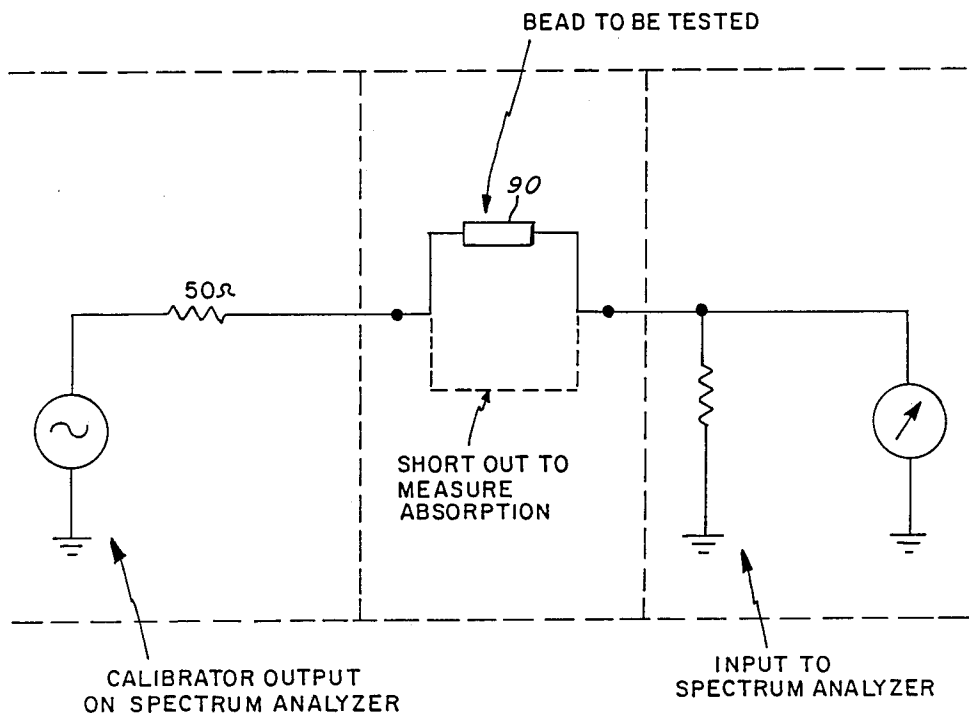 BEAD TO BE TESTED
90
50Ω
SHORT OUT TO
MEASURE
ABSORPTION
CALIBRATOR OUTPUT
ON SPECTRUM ANALYZER
INPUT TO
SPECTRUM ANALYZER